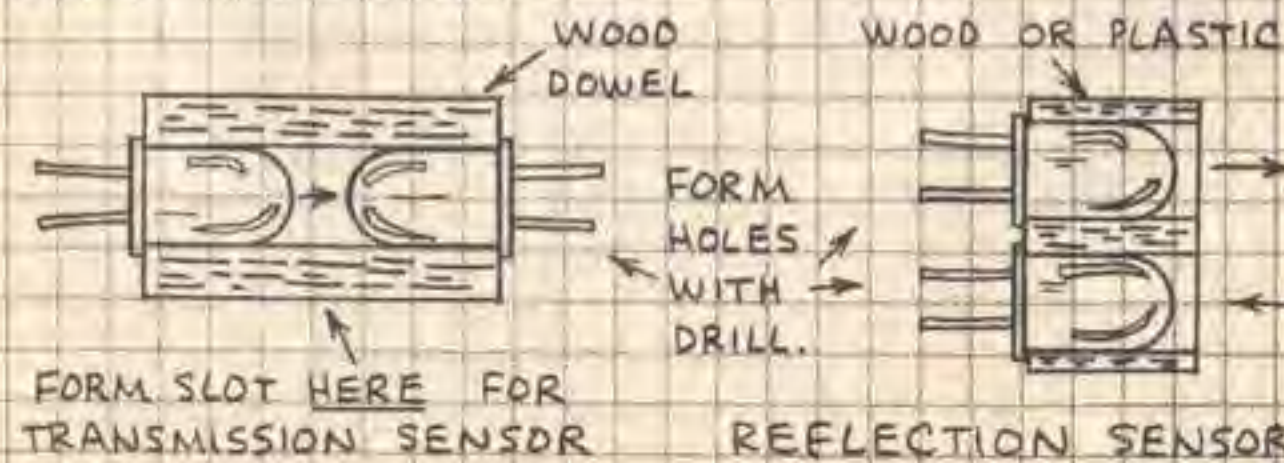 WOOD
DOWEL
WOOD OR PLASTIC
FORM
HOLES
WITH
DRILL.
FORM SLOT HERE FOR
TRANSMISSION SENSOR
REFLECTION SENSOR